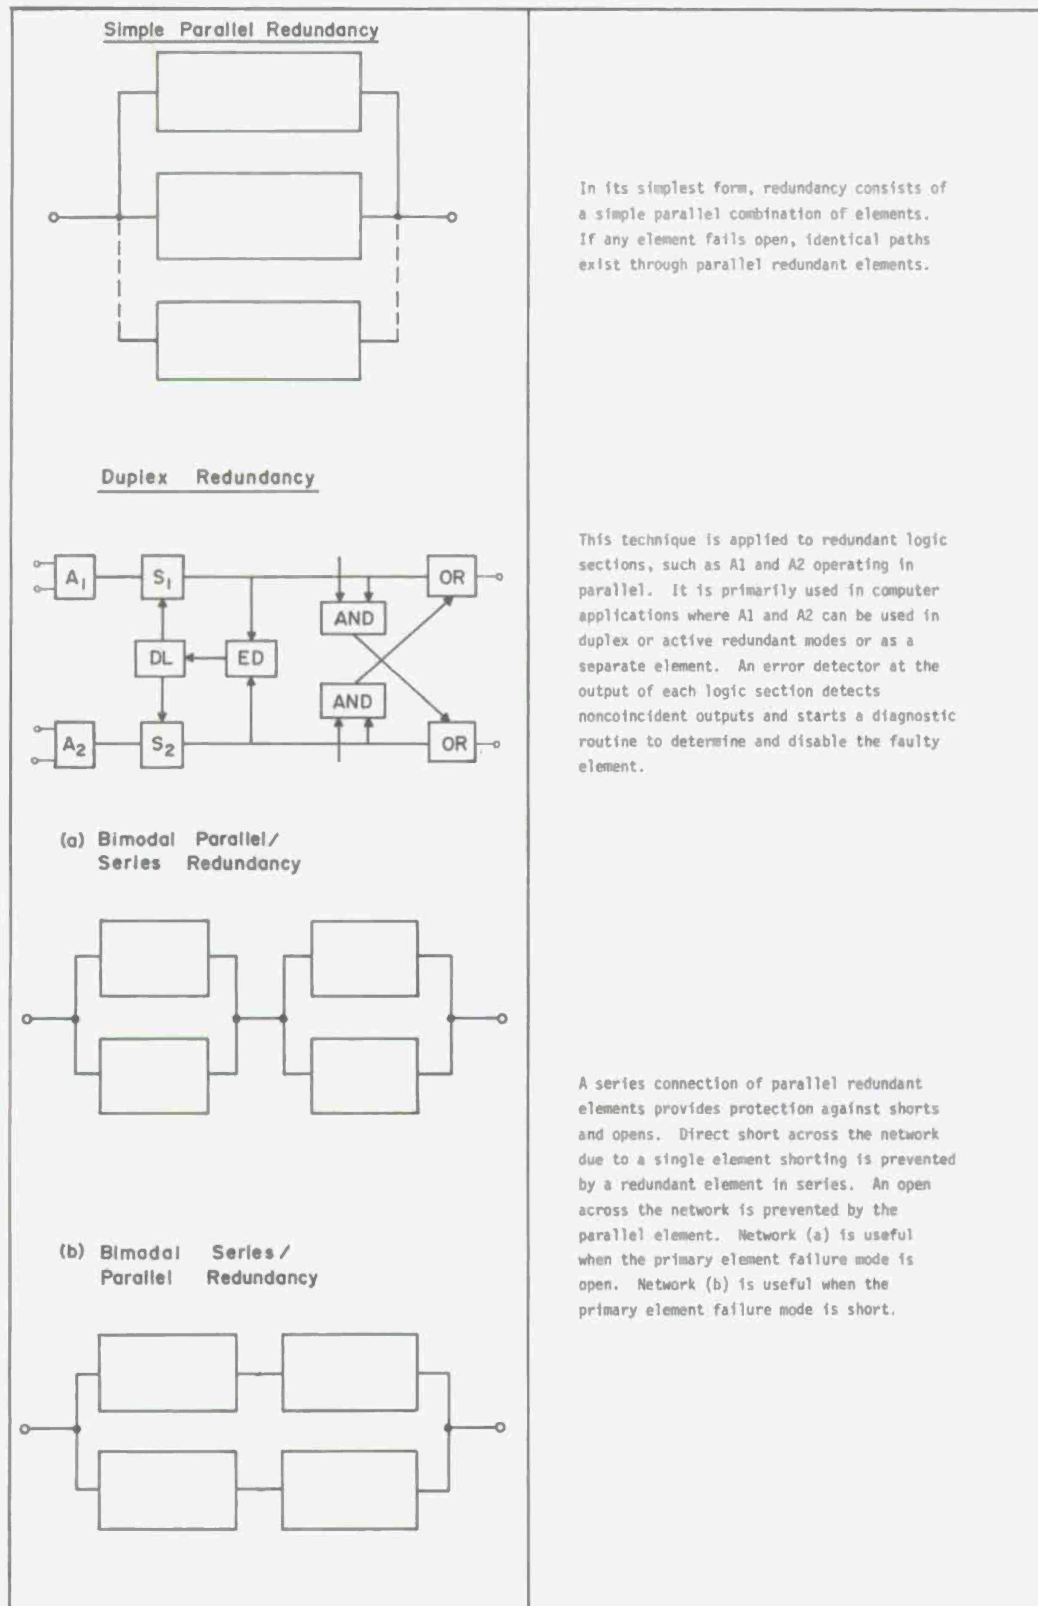 Simple Parallel Redundancy
In its simplest form, redundancy consists of
a simple parallel combination of elements.
If any element fails open, identical paths
exist through parallel redundant elements.
Duplex Redundancy
A1 S1 OR
AND
DL ED
AND
A2 S2 OR
This technique is applied to redundant logic
sections, such as A1 and A2 operating in
parallel. It is primarily used in computer
applications where A1 and A2 can be used in
duplex or active redundant modes or as a
separate element. An error detector at the
output of each logic section detects
noncoincident outputs and starts a diagnostic
routine to determine and disable the faulty
element.
(a) Bimodal Parallel/
Series Redundancy
(b) Bimodal Series/
Parallel Redundancy
A series connection of parallel redundant
elements provides protection against shorts
and opens. Direct short across the network
due to a single element shorting is prevented
by a redundant element in series. An open
across the network is prevented by the
parallel element. Network (a) is useful
when the primary element failure mode is
open. Network (b) is useful when the
primary element failure mode is short.